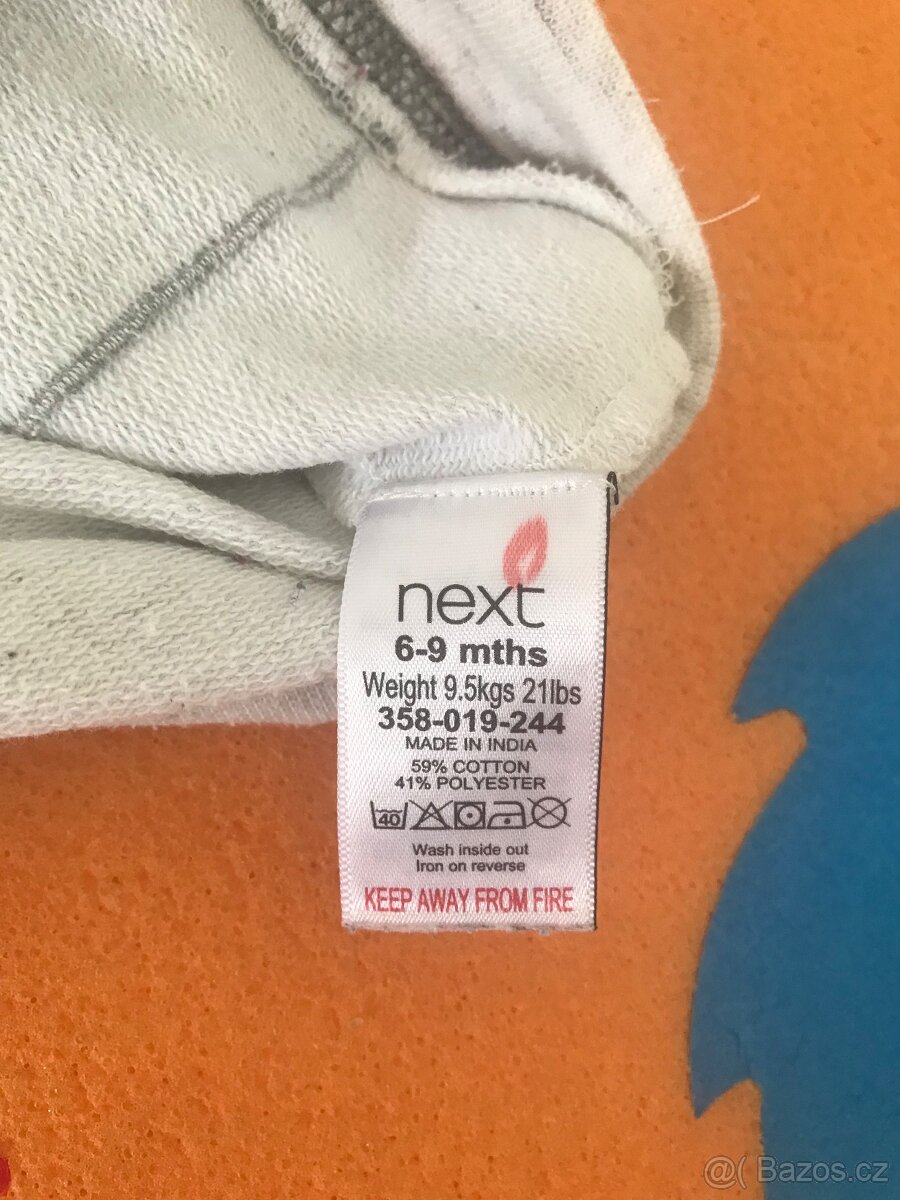 next
6-9 mths
Weight 9.5kgs 21lbs
358-019-244
MADE IN INDIA
59% COTTON
41% POLYESTER
40
Wash inside out
Iron on reverse
KEEP AWAY FROM FIRE
@( Bazos.cz